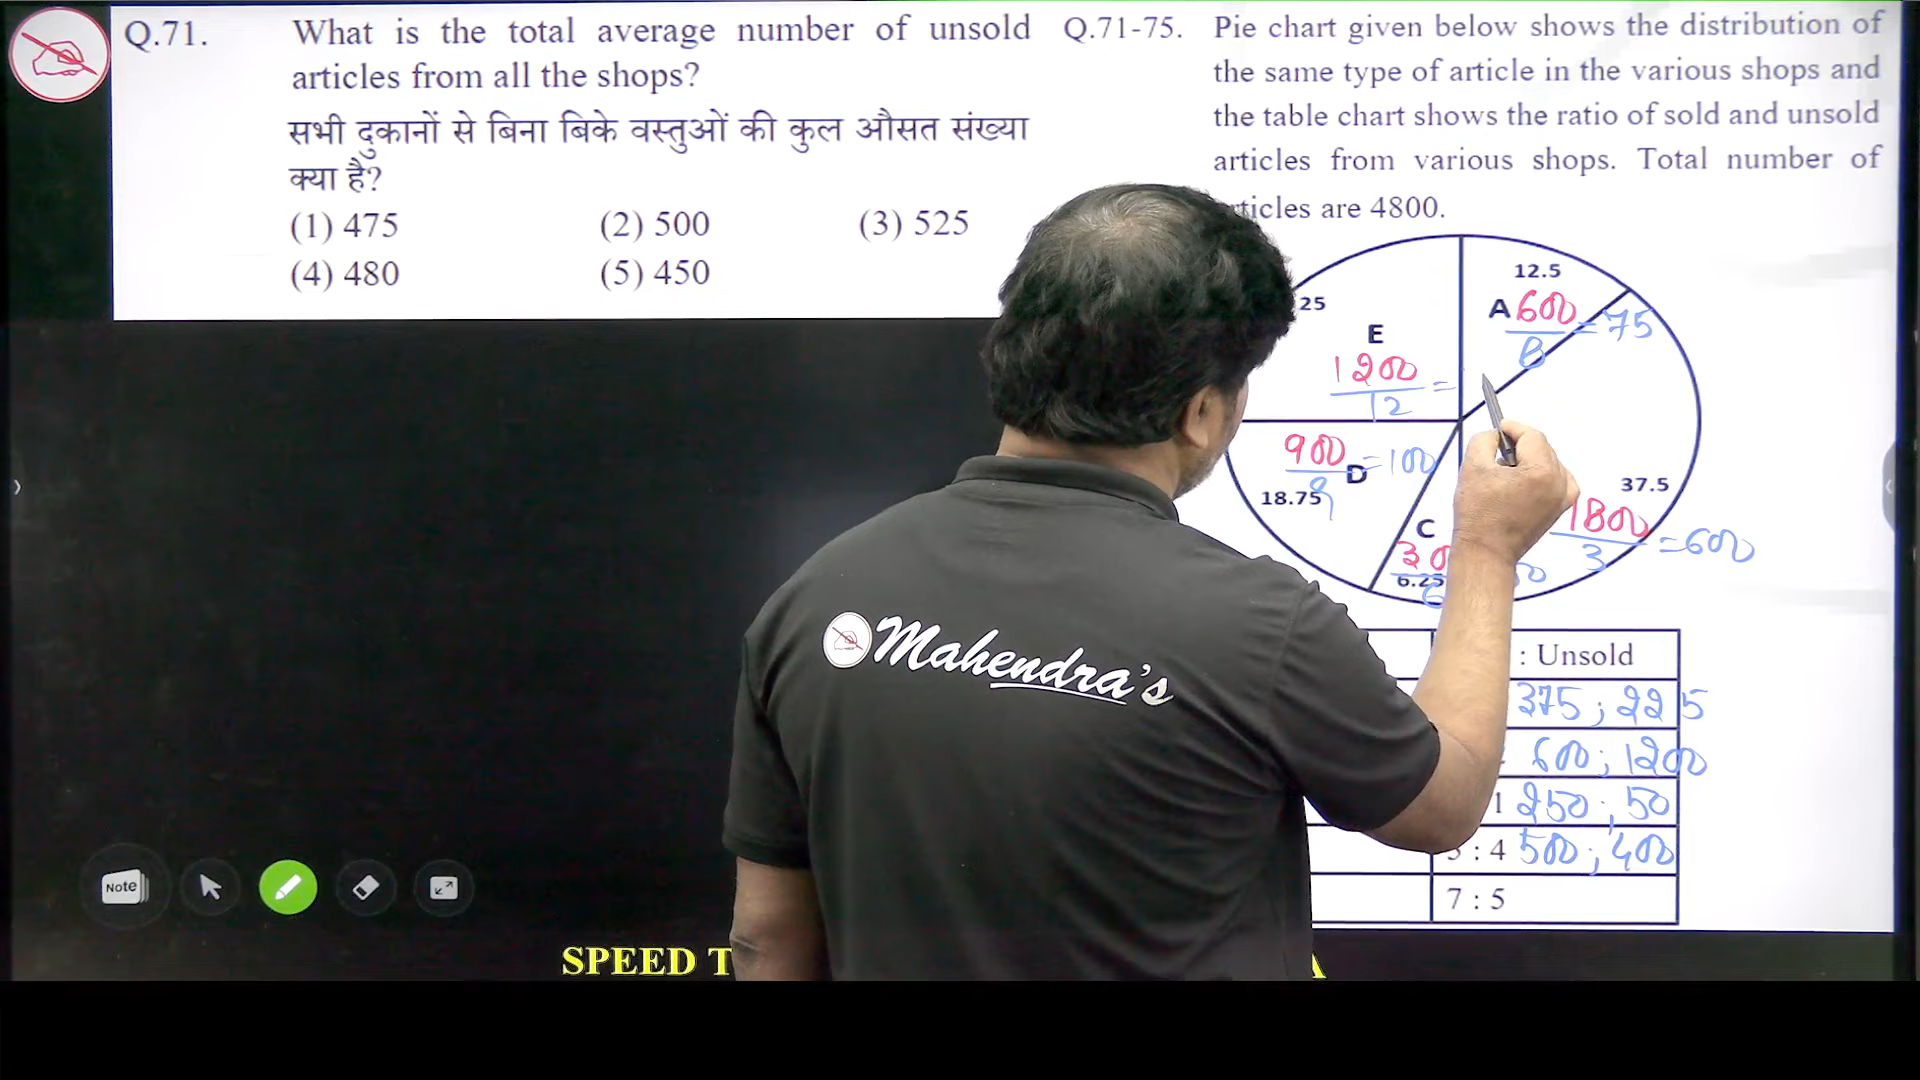 Q.71. What is the total average number of unsold
articles from all the shops?
सभी दुकानों से बिना बिके वस्तुओं की कुल औसत संख्या
क्या है?
(1) 475 (2) 500 (3) 525
(4) 480 (5) 450
Q.71-75. Pie chart given below shows the distribution of
the same type of article in the various shops and
the table chart shows the ratio of sold and unsold
articles from various shops. Total number of
ticles are 4800.
12.5
A 600/8 = 75
25
E
1200/12 =
900/9 = 100
D
18.75
37.5
1800/3 = 600
C
30
6.25
6
: Unsold
375 ; 225
600 ; 1200
1 250 ; 50
: 4 500 ; 400
7 : 5
Mahendra's
Note
SPEED T